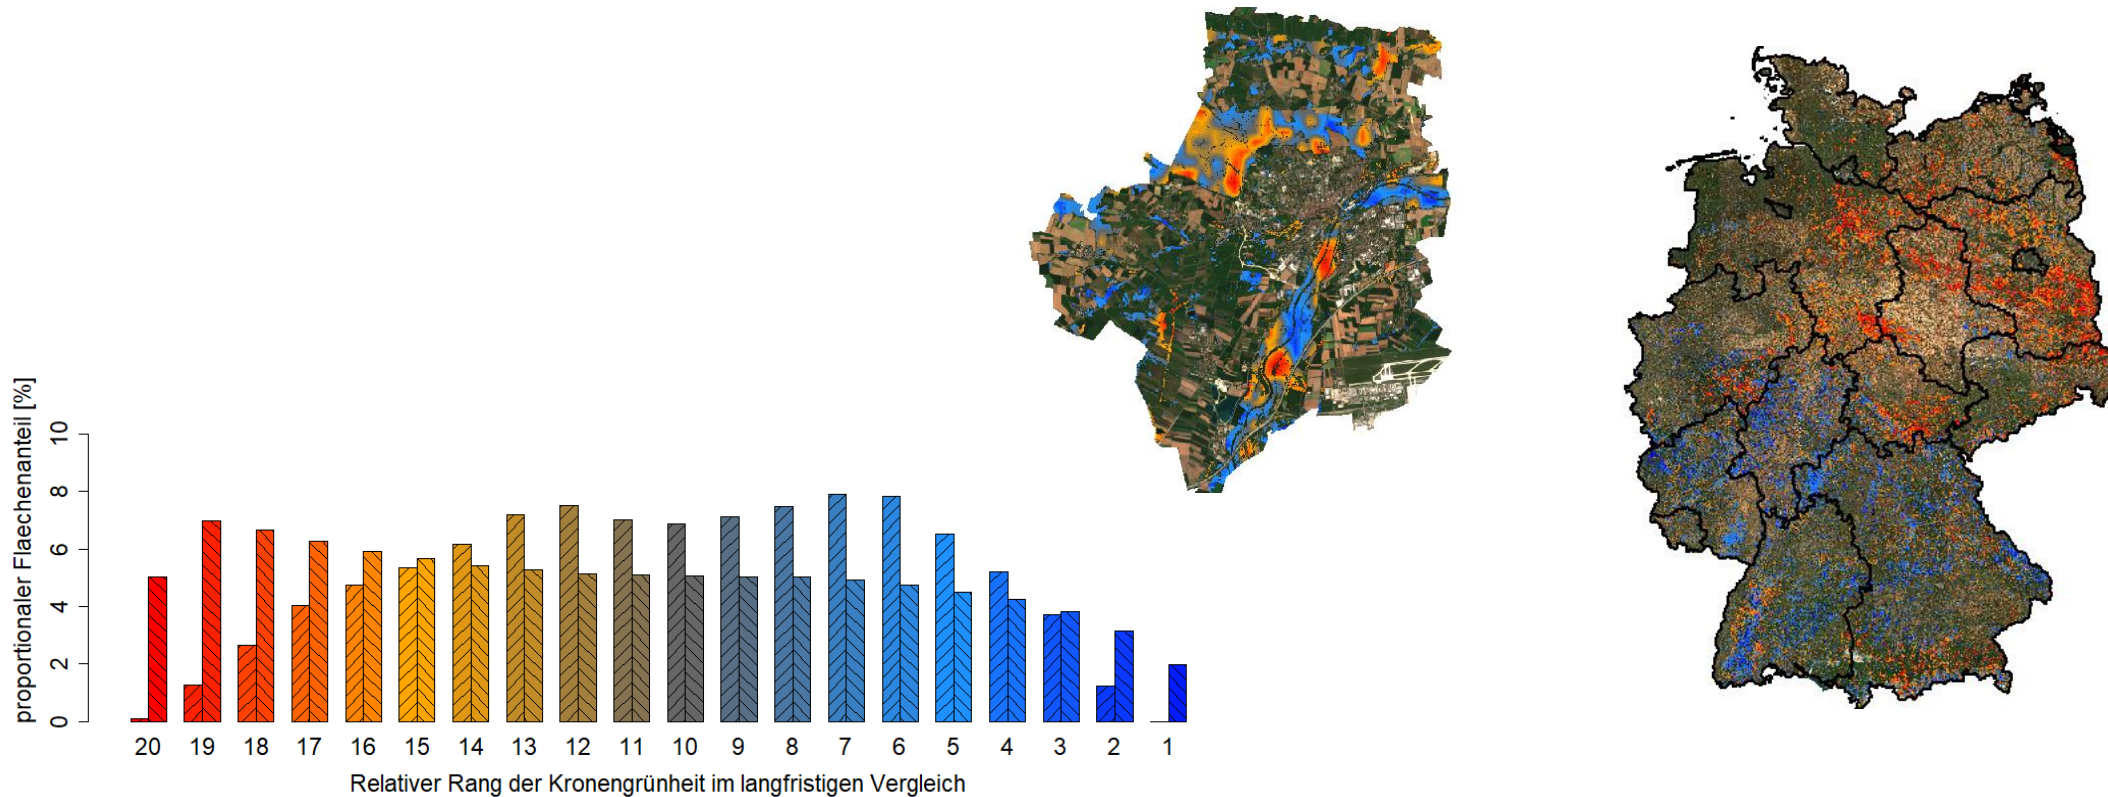 proportionaler Flaechenanteil [%]
10
8
6
4
2
0
20 19 18 17 16 15 14 13 12 11 10 9 8 7 6 5 4 3 2 1
Relativer Rang der Kronengrünheit im langfristigen Vergleich